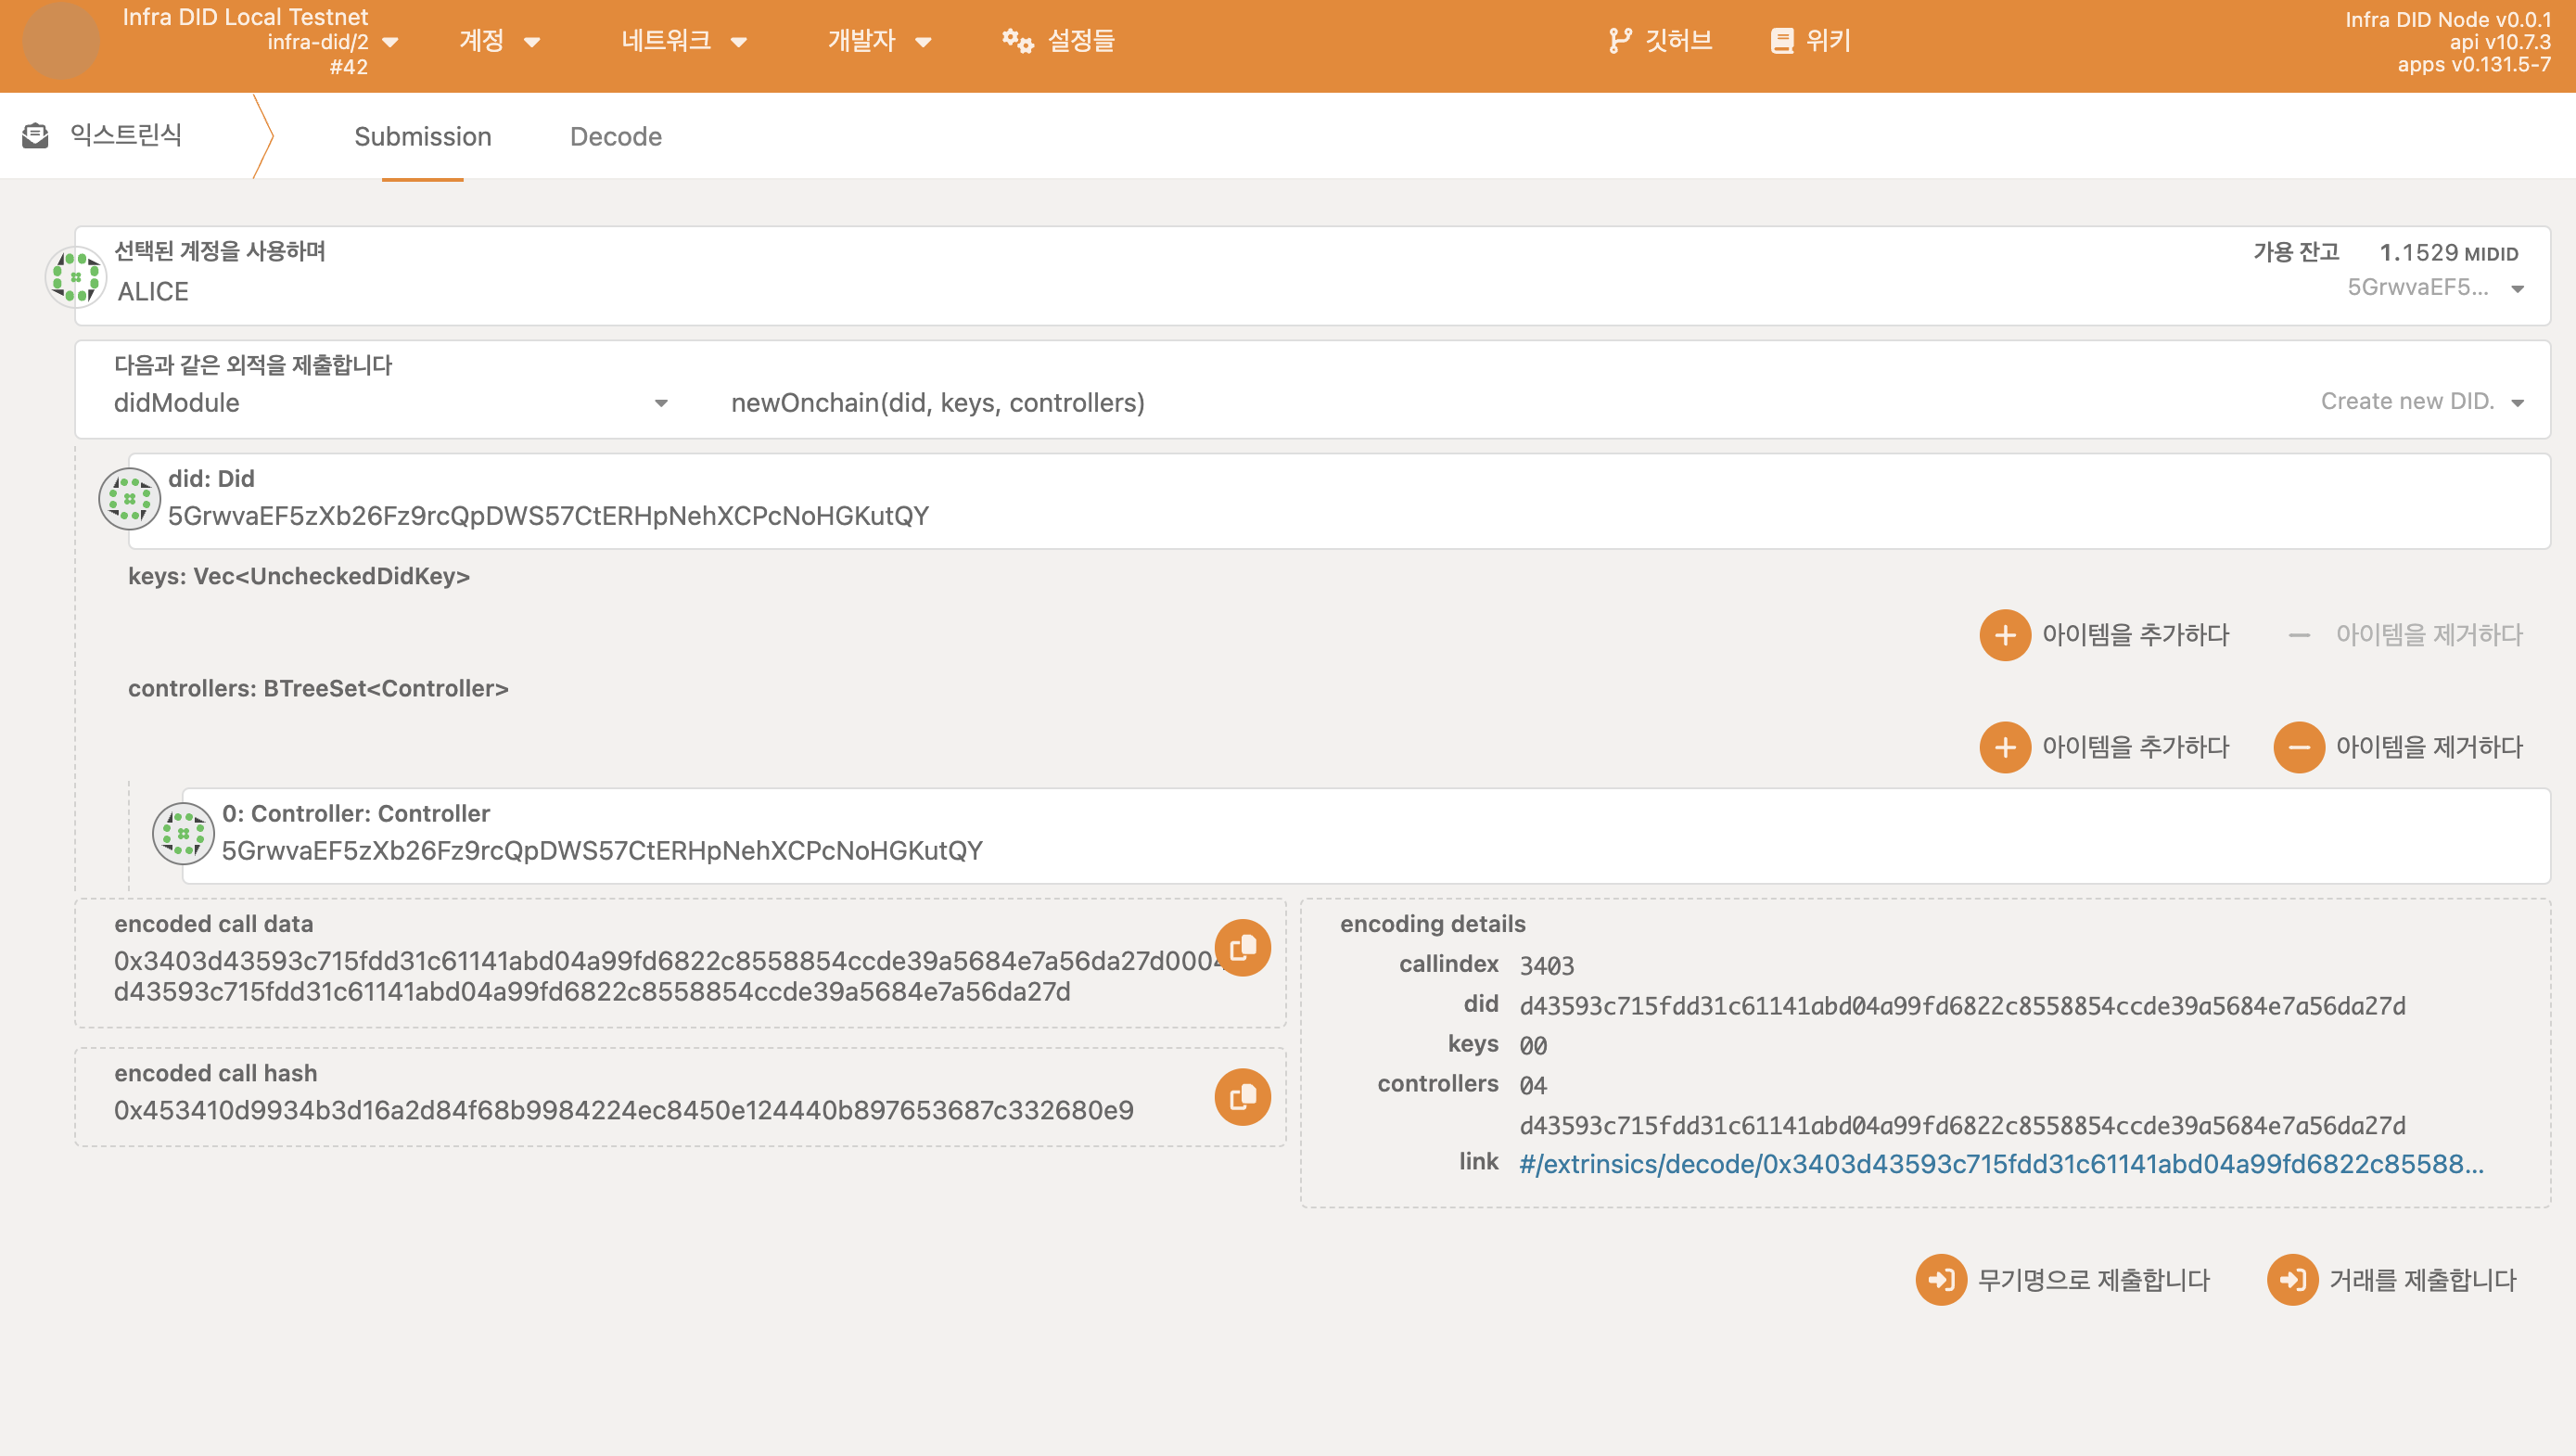 Infra DID Local Testnet
infra-did/2
#42
계정
네트워크
개발자
설정들
깃허브
위키
Infra DID Node v0.0.1
api v10.7.3
apps v0.131.5-7
익스트린식
Submission
Decode
선택된 계정을 사용하며
ALICE
가용 잔고 1.1529 MIDID
5GrwvaEF5...
다음과 같은 외적을 제출합니다
didModule
newOnchain(did, keys, controllers)
Create new DID.
did: Did
5GrwvaEF5zXb26Fz9rcQpDWS57CtERHpNehXCPcNoHGKutQY
keys: Vec<UncheckedDidKey>
아이템을 추가하다
아이템을 제거하다
controllers: BTreeSet<Controller>
아이템을 추가하다
아이템을 제거하다
0: Controller: Controller
5GrwvaEF5zXb26Fz9rcQpDWS57CtERHpNehXCPcNoHGKutQY
encoded call data
0x3403d43593c715fdd31c61141abd04a99fd6822c8558854ccde39a5684e7a56da27d0004
d43593c715fdd31c61141abd04a99fd6822c8558854ccde39a5684e7a56da27d
encoded call hash
0x453410d9934b3d16a2d84f68b9984224ec8450e124440b897653687c332680e9
encoding details
callindex 3403
did d43593c715fdd31c61141abd04a99fd6822c8558854ccde39a5684e7a56da27d
keys 00
controllers 04
d43593c715fdd31c61141abd04a99fd6822c8558854ccde39a5684e7a56da27d
link #/extrinsics/decode/0x3403d43593c715fdd31c61141abd04a99fd6822c85588...
무기명으로 제출합니다
거래를 제출합니다